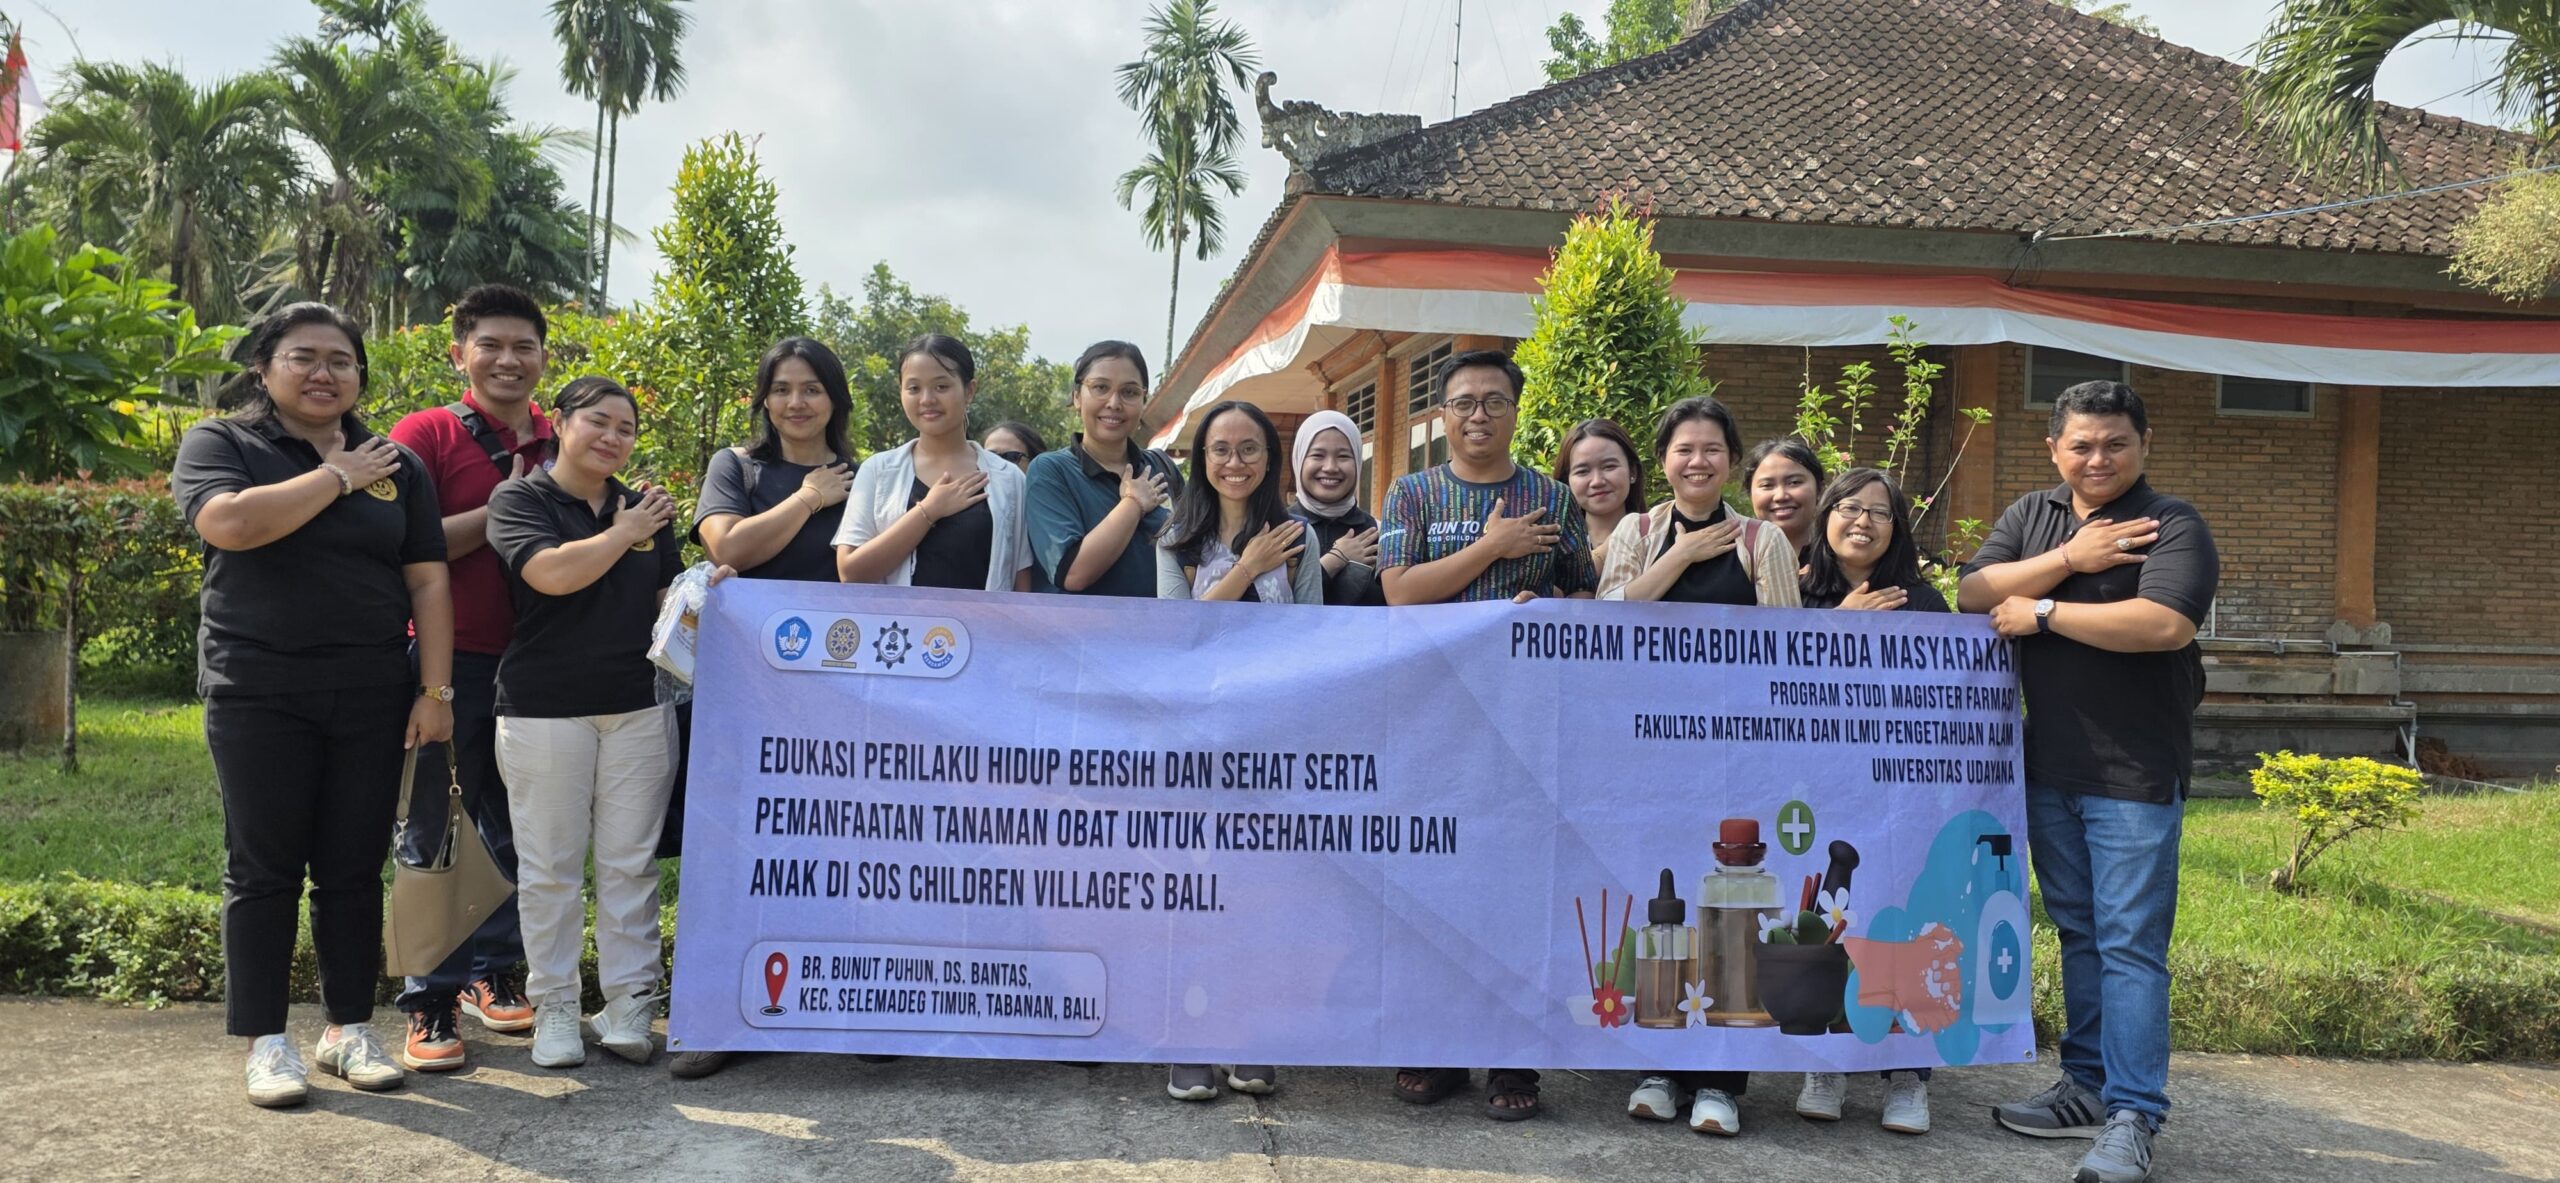 RUN TO
SOS CHILDREN
PROGRAM PENGABDIAN KEPADA MASYARAKAT
PROGRAM STUDI MAGISTER FARMASI
FAKULTAS MATEMATIKA DAN ILMU PENGETAHUAN ALAM
UNIVERSITAS UDAYANA
EDUKASI PERILAKU HIDUP BERSIH DAN SEHAT SERTA
PEMANFAATAN TANAMAN OBAT UNTUK KESEHATAN IBU DAN
ANAK DI SOS CHILDREN VILLAGE'S BALI.
BR. BUNUT PUHUN, DS. BANTAS,
KEC. SELEMADEG TIMUR, TABANAN, BALI.